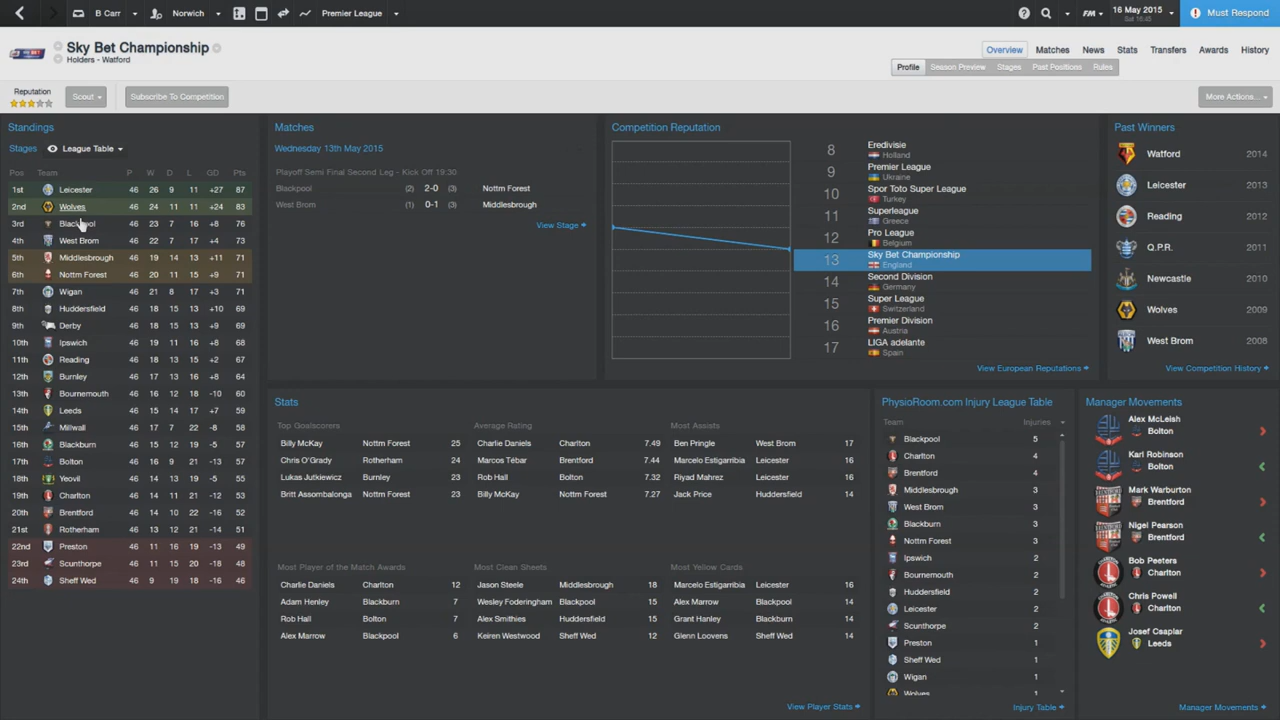 B Carr
Norwich
Premier League
FM
16 May 2015
Sat 16:45
Must Respond
Sky Bet Championship
Holders - Watford
Overview Matches News Stats Transfers Awards History
Profile Season Preview Stages Past Positions Rules
Reputation
Scout
Subscribe To Competition
More Actions...
Standings
Stages League Table
Pos Team P W D L GD Pts
1st Leicester 46 26 9 11 +27 87
2nd Wolves 46 24 11 11 +24 83
3rd Blackpool 46 23 7 16 +8 76
4th West Brom 46 22 7 17 +4 73
5th Middlesbrough 46 19 14 13 +11 71
6th Nottm Forest 46 20 11 15 +9 71
7th Wigan 46 21 8 17 +3 71
8th Huddersfield 46 18 15 13 +10 69
9th Derby 46 18 15 13 +9 69
10th Ipswich 46 19 11 16 +8 68
11th Reading 46 18 13 15 +2 67
12th Burnley 46 17 13 16 +8 64
13th Bournemouth 46 16 12 18 -10 60
14th Leeds 46 15 14 17 +7 59
15th Millwall 46 17 7 22 -8 58
16th Blackburn 46 15 12 19 -5 57
17th Bolton 46 16 9 21 -13 57
18th Yeovil 46 15 10 21 -5 55
19th Charlton 46 14 11 21 -12 53
20th Brentford 46 14 10 22 -16 52
21st Rotherham 46 13 12 21 -14 51
22nd Preston 46 11 16 19 -13 49
23rd Scunthorpe 46 11 15 20 -18 48
24th Sheff Wed 46 9 19 18 -16 46
Matches
Wednesday 13th May 2015
Playoff Semi Final Second Leg - Kick Off 19:30
Blackpool (2) 2-0 (3) Nottm Forest
West Brom (1) 0-1 (3) Middlesbrough
View Stage
Competition Reputation
8 Eredivisie
Holland
9 Premier League
Ukraine
10 Spor Toto Super League
Turkey
11 Superleague
Greece
12 Pro League
Belgium
13 Sky Bet Championship
England
14 Second Division
Germany
15 Super League
Switzerland
16 Premier Division
Austria
17 LIGA adelante
Spain
View European Reputations
Past Winners
Watford 2014
Leicester 2013
Reading 2012
Q.P.R. 2011
Newcastle 2010
Wolves 2009
West Brom 2008
View Competition History
Stats
Top Goalscorers
Billy McKay Nottm Forest 25
Chris O'Grady Rotherham 24
Lukas Jutkiewicz Burnley 23
Britt Assombalonga Nottm Forest 23
Average Rating
Charlie Daniels Charlton 7.49
Marcos Tébar Brentford 7.44
Rob Hall Bolton 7.32
Billy McKay Nottm Forest 7.27
Most Assists
Ben Pringle West Brom 17
Marcelo Estigarribia Leicester 16
Riyad Mahrez Leicester 16
Jack Price Huddersfield 14
Most Player of the Match Awards
Charlie Daniels Charlton 12
Adam Henley Blackburn 7
Rob Hall Bolton 7
Alex Marrow Blackpool 6
Most Clean Sheets
Jason Steele Middlesbrough 18
Wesley Foderingham Blackpool 15
Alex Smithies Huddersfield 15
Keiren Westwood Sheff Wed 12
Most Yellow Cards
Marcelo Estigarribia Leicester 16
Alex Marrow Blackpool 14
Grant Hanley Blackburn 14
Glenn Loovens Sheff Wed 14
View Player Stats
PhysioRoom.com Injury League Table
Team Injuries
Blackpool 5
Charlton 4
Brentford 4
Middlesbrough 3
West Brom 3
Blackburn 3
Nottm Forest 3
Ipswich 2
Bournemouth 2
Huddersfield 2
Leicester 2
Scunthorpe 2
Preston 1
Sheff Wed 1
Wigan 1
Wolves 1
Injury Table
Manager Movements
Alex McLeish
Bolton
Karl Robinson
Bolton
Mark Warburton
Brentford
Nigel Pearson
Brentford
Bob Peeters
Charlton
Chris Powell
Charlton
Josef Csaplar
Leeds
Manager Movements